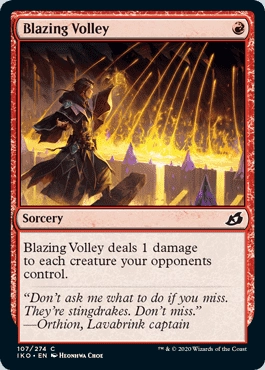 Blazing Volley
Sorcery
Blazing Volley deals 1 damage
to each creature your opponents
control.
“Don’t ask me what to do if you miss.
They’re stingdrakes. Don’t miss.”
—Orthion, Lavabrink captain
107/274 C
IKO • EN HEONHWA CHOE
™ & © 2020 Wizards of the Coast